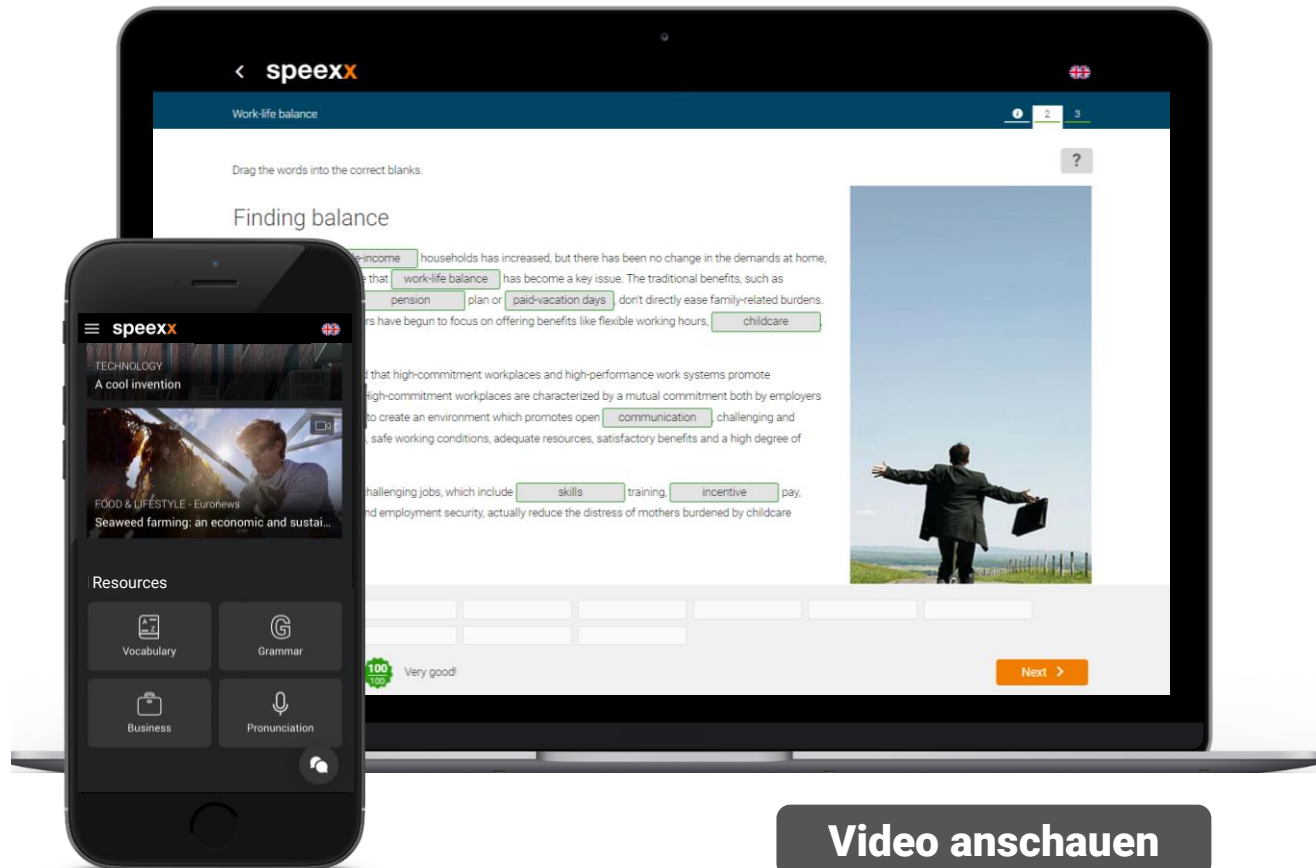 speexx
Work-life balance
2 3
Drag the words into the correct blanks.
?
Finding balance
households has increased, but there has been no change in the demands at home,
that work-life balance has become a key issue. The traditional benefits, such as
pension plan or paid-vacation days , don't directly ease family-related burdens.
have begun to focus on offering benefits like flexible working hours, childcare ,
that high-commitment workplaces and high-performance work systems promote
High-commitment workplaces are characterized by a mutual commitment both by employers
to create an environment which promotes open communication , challenging and
, safe working conditions, adequate resources, satisfactory benefits and a high degree of
challenging jobs, which include skills training, incentive pay,
employment security, actually reduce the distress of mothers burdened by childcare
100
100
Very good!
Next
speexx
TECHNOLOGY
A cool invention
FOOD & LIFESTYLE - Euronews
Seaweed farming: an economic and sustai...
Resources
A
Z
Vocabulary
G
Grammar
Business
Pronunciation
Video anschauen